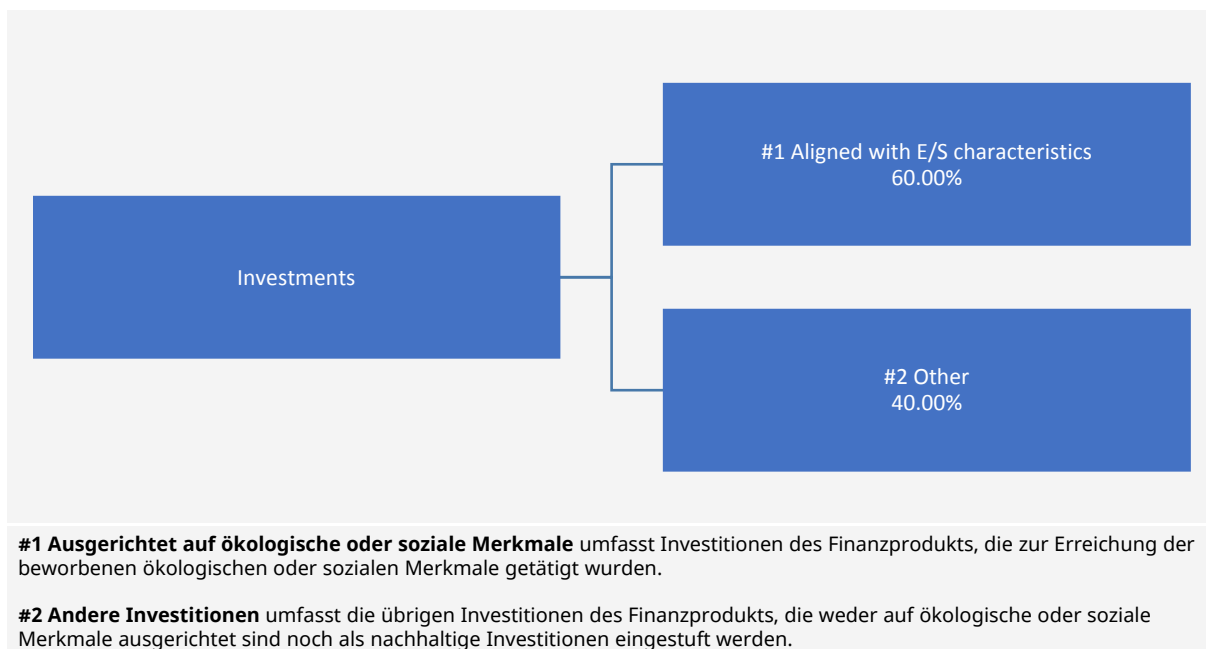 #1 Aligned with E/S characteristics
60.00%
Investments
#2 Other
40.00%
#1 Ausgerichtet auf ökologische oder soziale Merkmale umfasst Investitionen des Finanzprodukts, die zur Erreichung der
beworbenen ökologischen oder sozialen Merkmale getätigt wurden.
#2 Andere Investitionen umfasst die übrigen Investitionen des Finanzprodukts, die weder auf ökologische oder soziale
Merkmale ausgerichtet sind noch als nachhaltige Investitionen eingestuft werden.